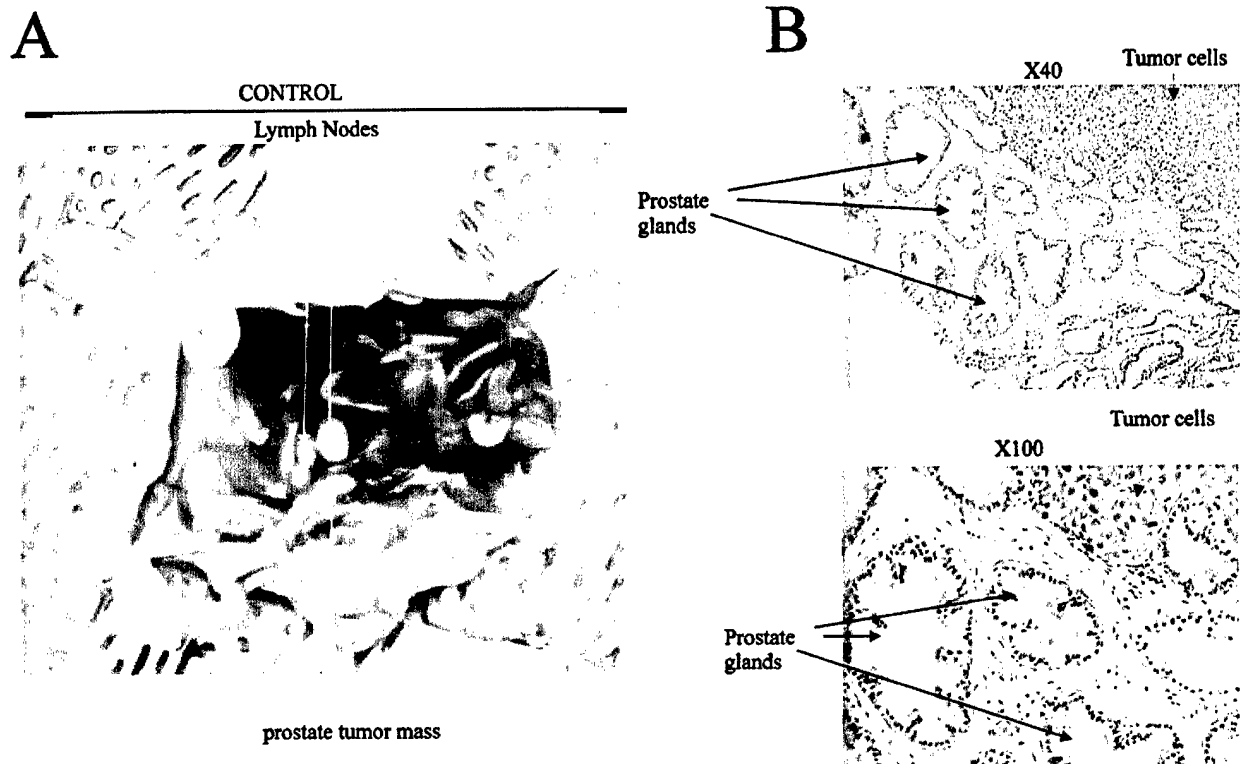 A
CONTROL
Lymph Nodes
prostate tumor mass
B
X40
Tumor cells
Prostate
glands
Tumor cells
X100
Prostate
glands